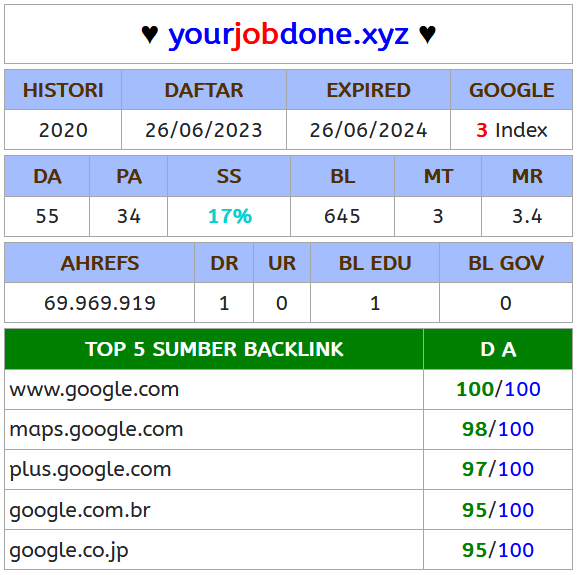 ♥ yourjobdone.xyz ♥
HISTORI DAFTAR EXPIRED GOOGLE
2020 26/06/2023 26/06/2024 3 Index
DA PA SS BL MT MR
55 34 17% 645 3 3.4
AHREFS DR UR BL EDU BL GOV
69.969.919 1 0 1 0
TOP 5 SUMBER BACKLINK D A
www.google.com 100/100
maps.google.com 98/100
plus.google.com 97/100
google.com.br 95/100
google.co.jp 95/100